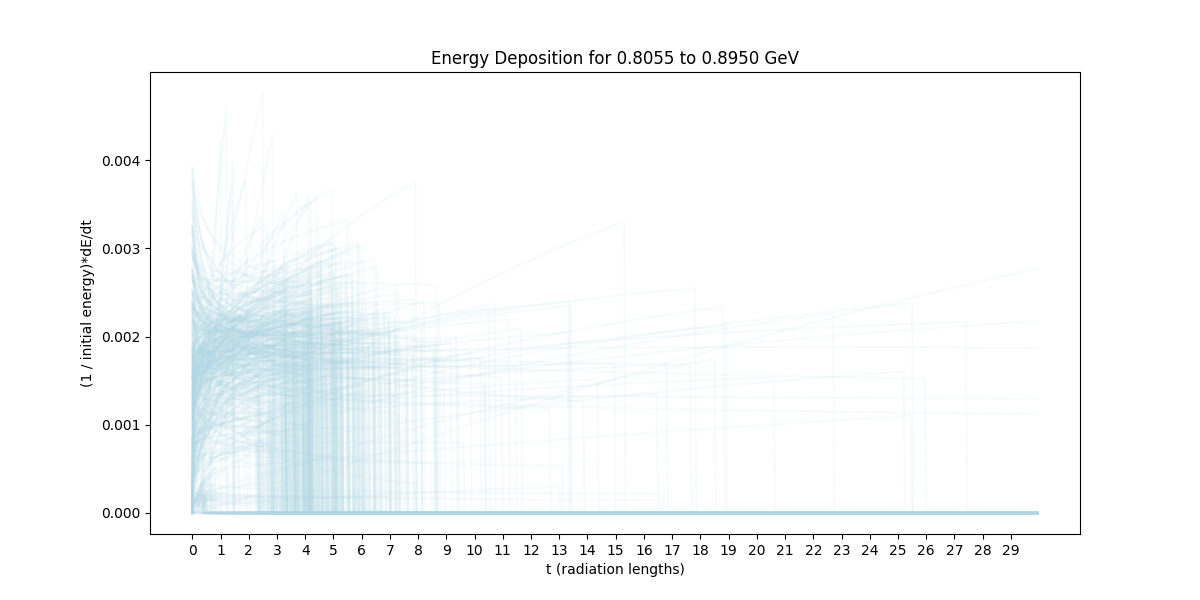 Energy Deposition for 0.8055 to 0.8950 GeV
(1 / initial energy)*dE/dt
0.004
0.003
0.002
0.001
0.000
0 1 2 3 4 5 6 7 8 9 10 11 12 13 14 15 16 17 18 19 20 21 22 23 24 25 26 27 28 29
t (radiation lengths)